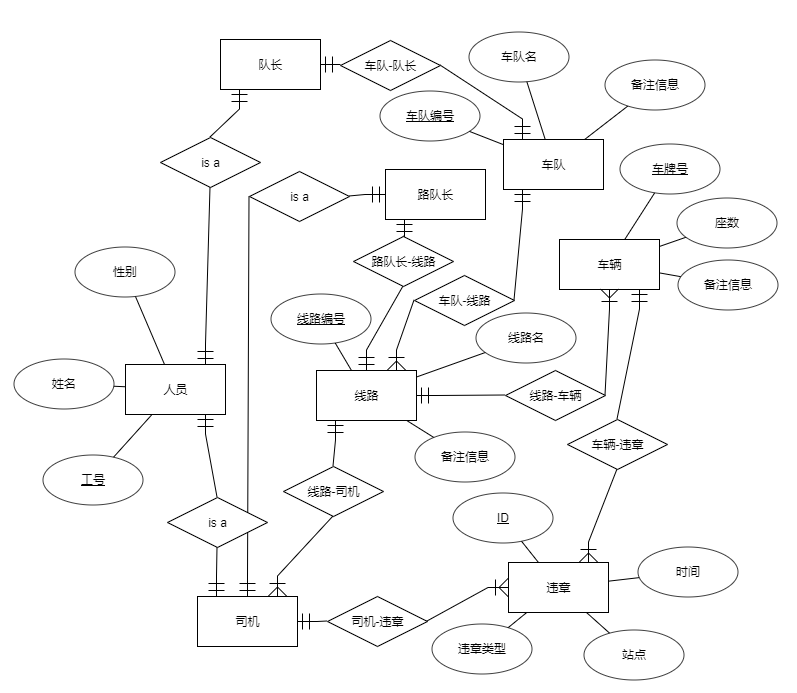 车队名
队长
车队-队长
备注信息
车队编号
is a
车队
车牌号
is a
路队长
座数
性别
路队长-线路
车辆
备注信息
车队-线路
线路编号
线路名
姓名
人员
线路
线路-车辆
车辆-违章
备注信息
工号
线路-司机
is a
ID
时间
违章
司机
司机-违章
违章类型
站点